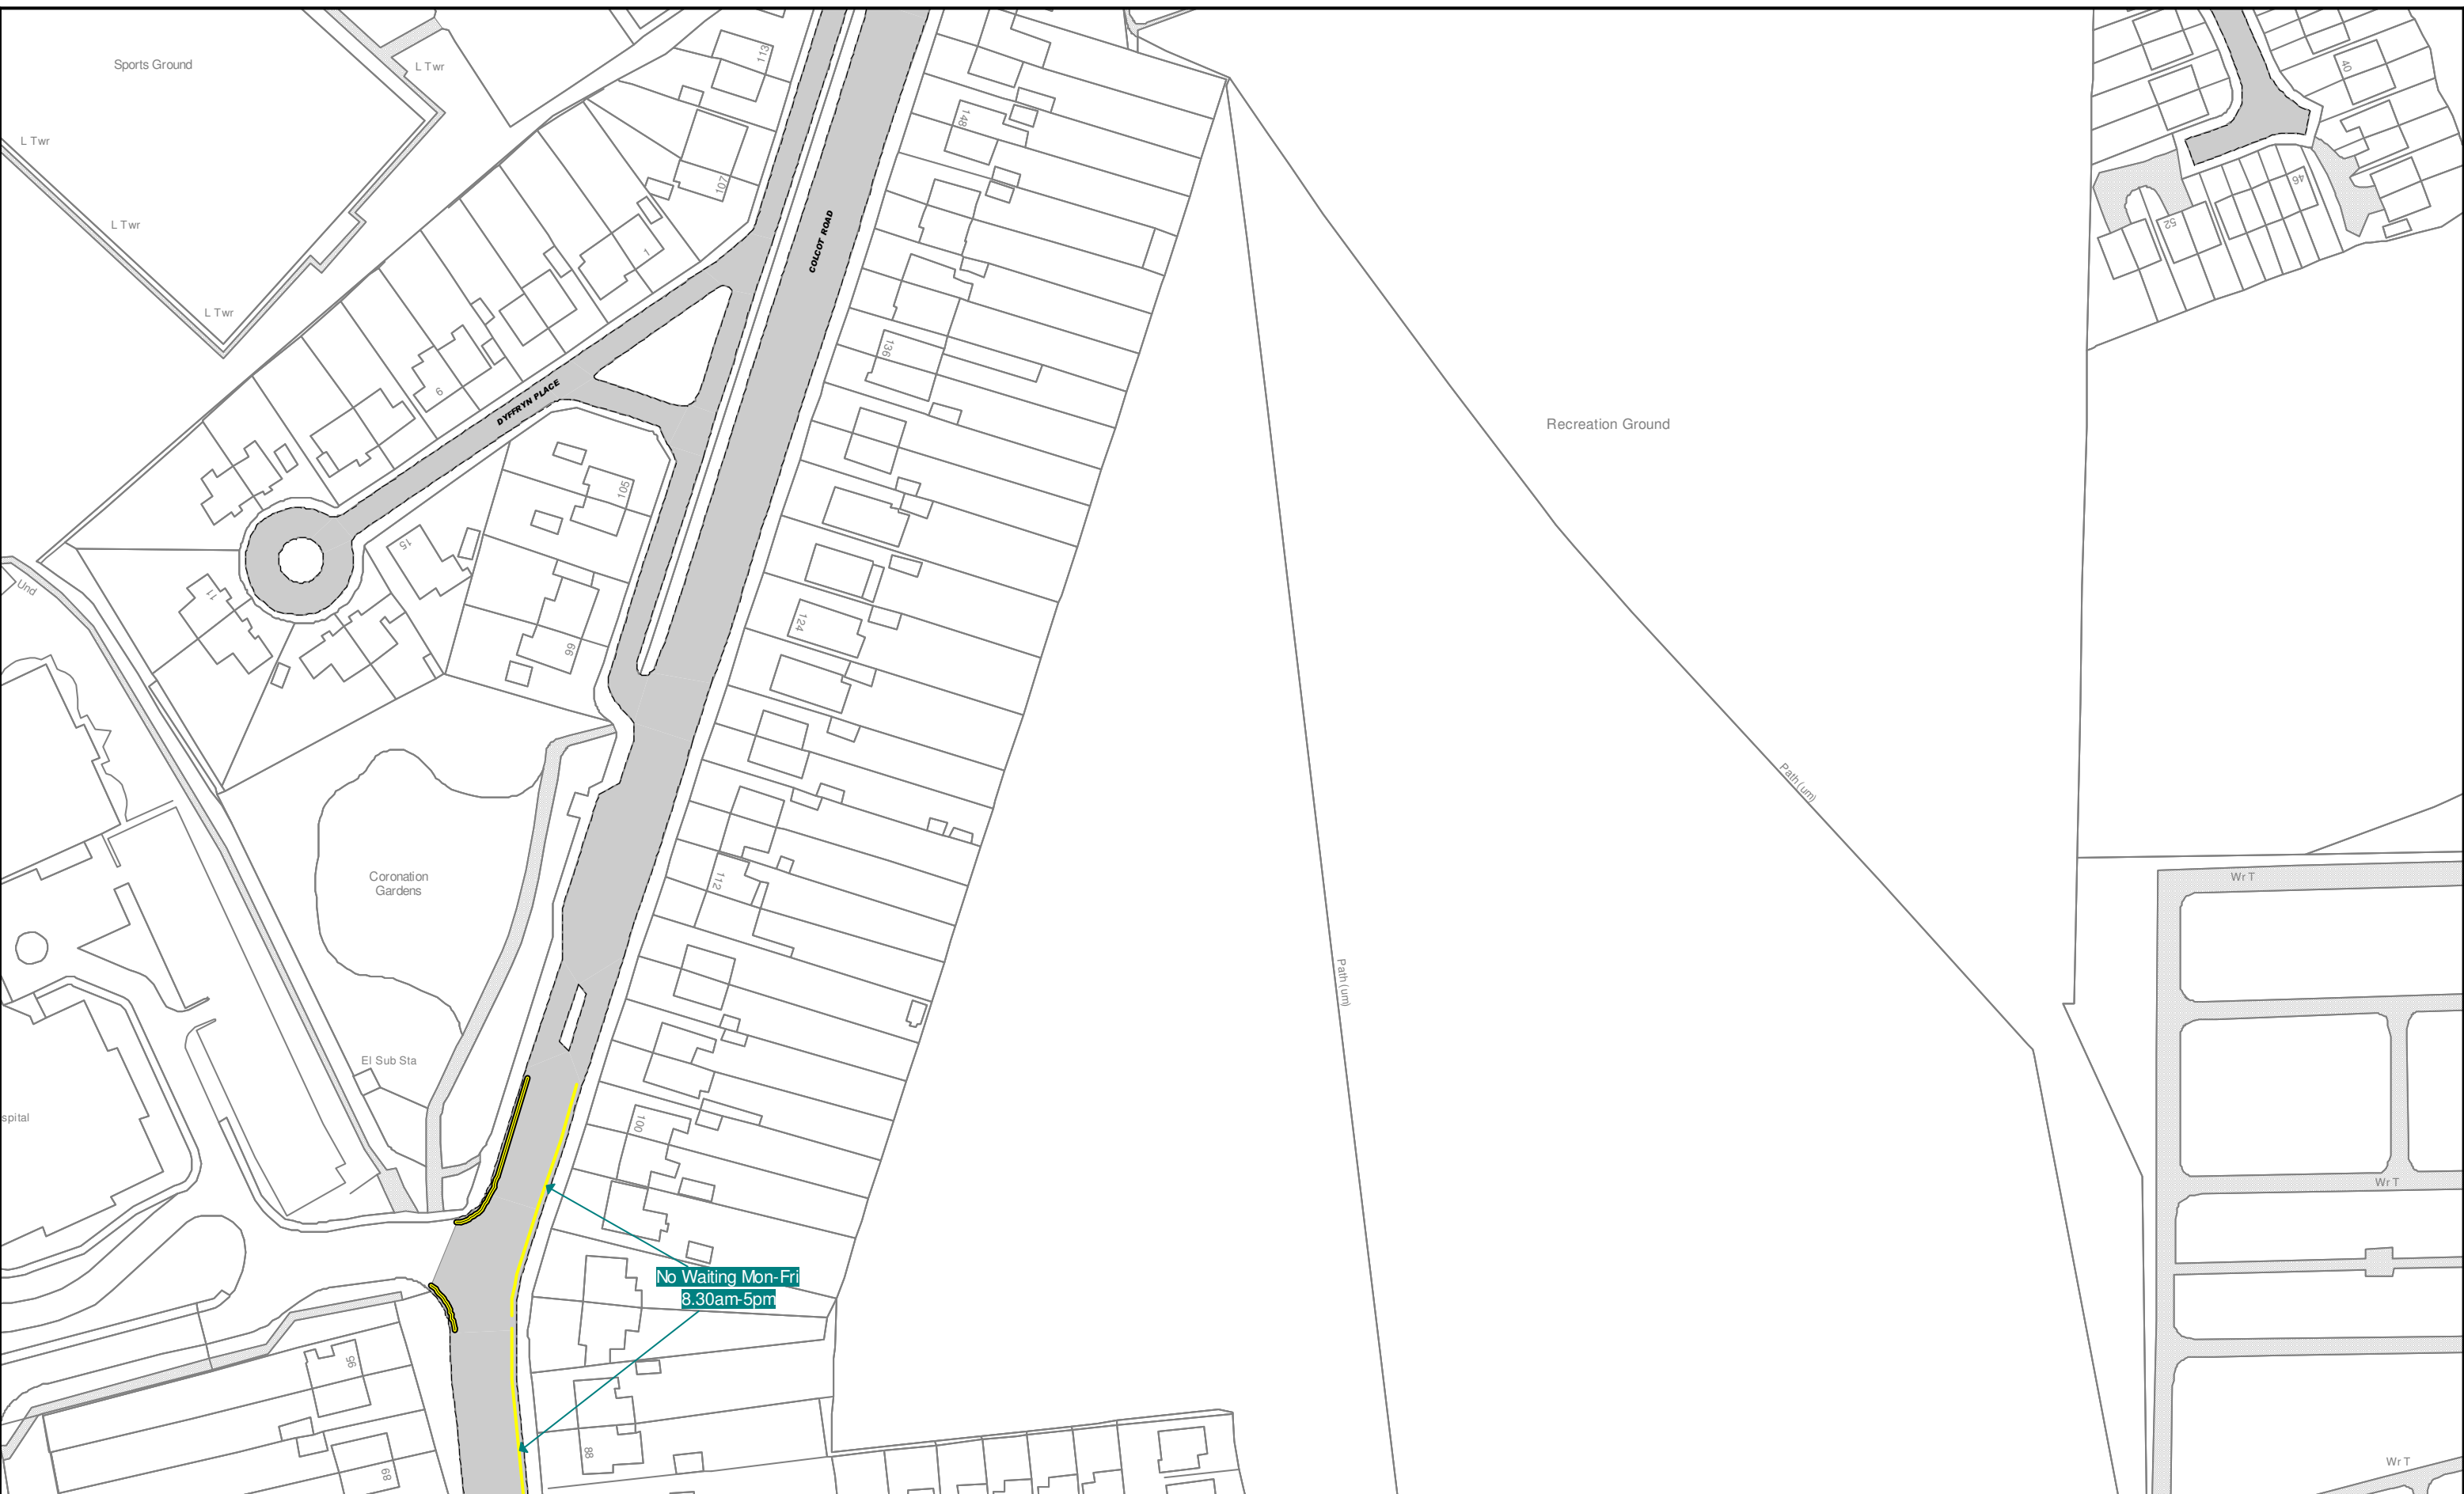 Sports Ground
L Twr
L Twr
L Twr
L Twr
113
148
40
107
46
52
COLCOT ROAD
1
136
9
DYFFRYN PLACE
Recreation Ground
105
15
Und
11
124
99
Path (um)
Coronation
Gardens
112
Wr T
Path (um)
El Sub Sta
spital
100
Wr T
No Waiting Mon-Fri
8.30am-5pm
96
88
89
Wr T